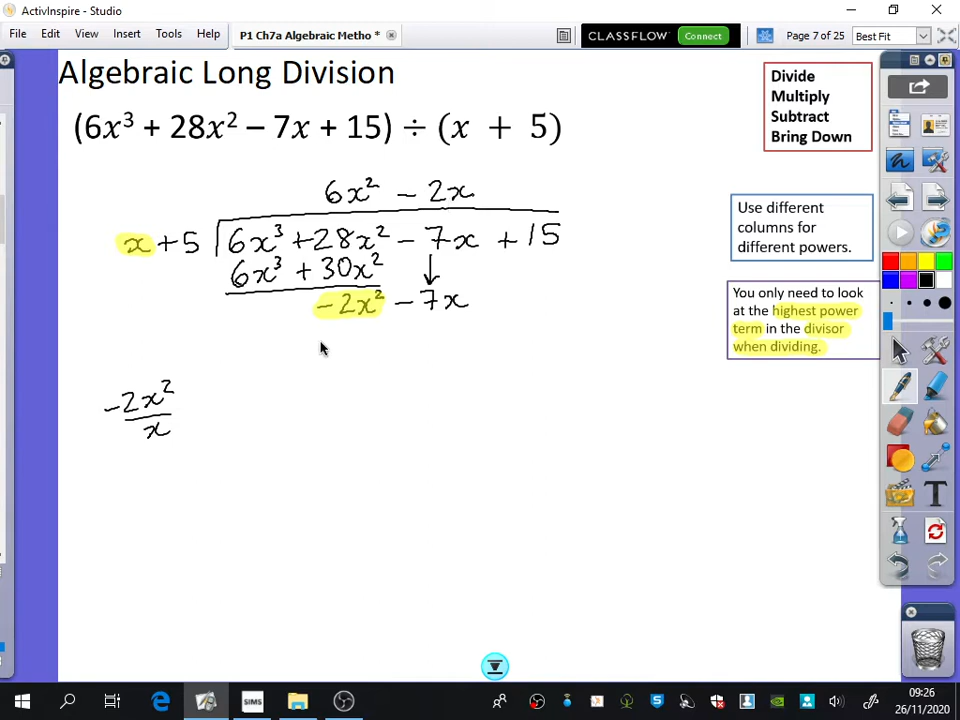 ActivInspire - Studio
File Edit View Insert Tools Help P1 Ch7a Algebraic Metho * CLASSFLOW Connect Page 7 of 25 Best Fit
Algebraic Long Division
(6x³ + 28x² – 7x + 15) ÷ (x + 5)
Divide
Multiply
Subtract
Bring Down
6x² – 2x
x + 5 6x³ + 28x² – 7x + 15
6x³ + 30x²
– 2x² – 7x
Use different
columns for
different powers.
You only need to look
at the highest power
term in the divisor
when dividing.
–2x²
x
T
SIMS
09:26
26/11/2020